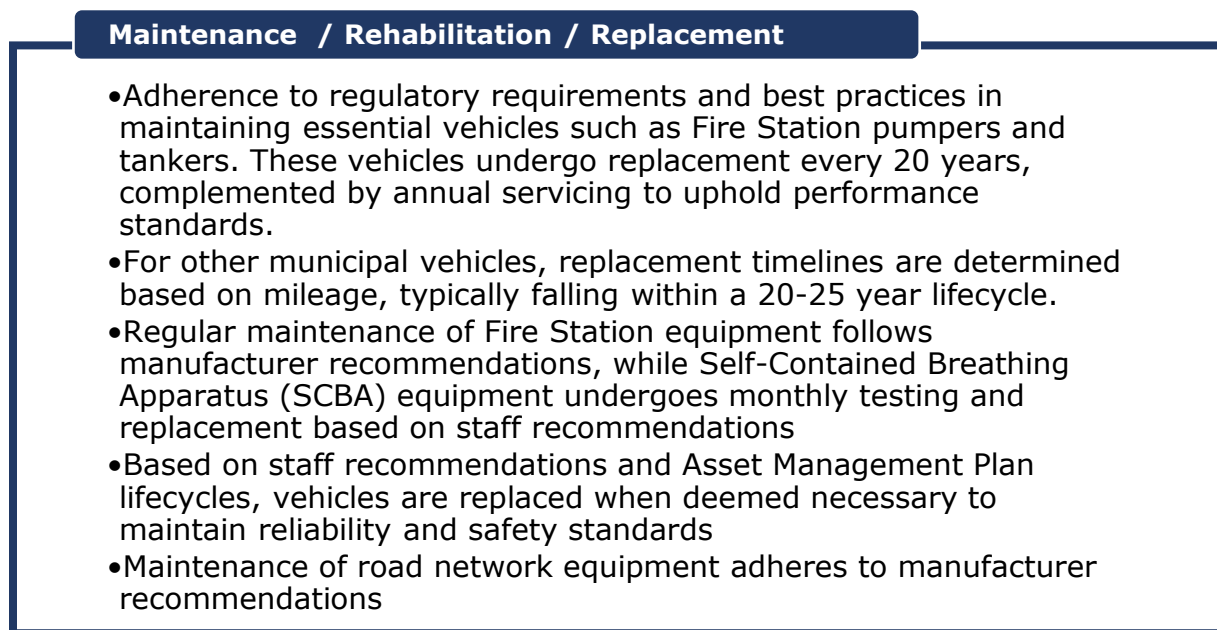 Maintenance / Rehabilitation / Replacement
•Adherence to regulatory requirements and best practices in
maintaining essential vehicles such as Fire Station pumpers and
tankers. These vehicles undergo replacement every 20 years,
complemented by annual servicing to uphold performance
standards.
•For other municipal vehicles, replacement timelines are determined
based on mileage, typically falling within a 20-25 year lifecycle.
•Regular maintenance of Fire Station equipment follows
manufacturer recommendations, while Self-Contained Breathing
Apparatus (SCBA) equipment undergoes monthly testing and
replacement based on staff recommendations
•Based on staff recommendations and Asset Management Plan
lifecycles, vehicles are replaced when deemed necessary to
maintain reliability and safety standards
•Maintenance of road network equipment adheres to manufacturer
recommendations